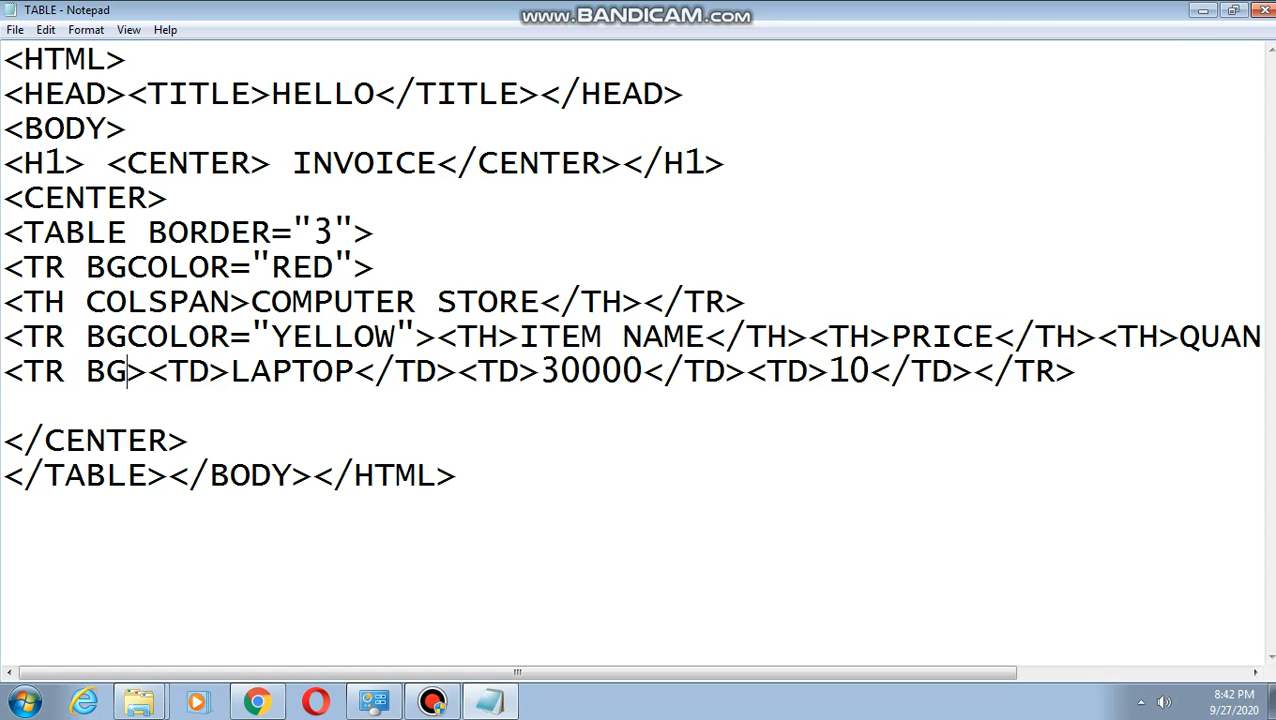 TABLE - Notepad
www.BANDICAM.com
File Edit Format View Help
<HTML>
<HEAD><TITLE>HELLO</TITLE></HEAD>
<BODY>
<H1> <CENTER> INVOICE</CENTER></H1>
<CENTER>
<TABLE BORDER="3">
<TR BGCOLOR="RED">
<TH COLSPAN>COMPUTER STORE</TH></TR>
<TR BGCOLOR="YELLOW"><TH>ITEM NAME</TH><TH>PRICE</TH><TH>QUAN
<TR BG><TD>LAPTOP</TD><TD>30000</TD><TD>10</TD></TR>
</CENTER>
</TABLE></BODY></HTML>
8:42 PM
9/27/2020